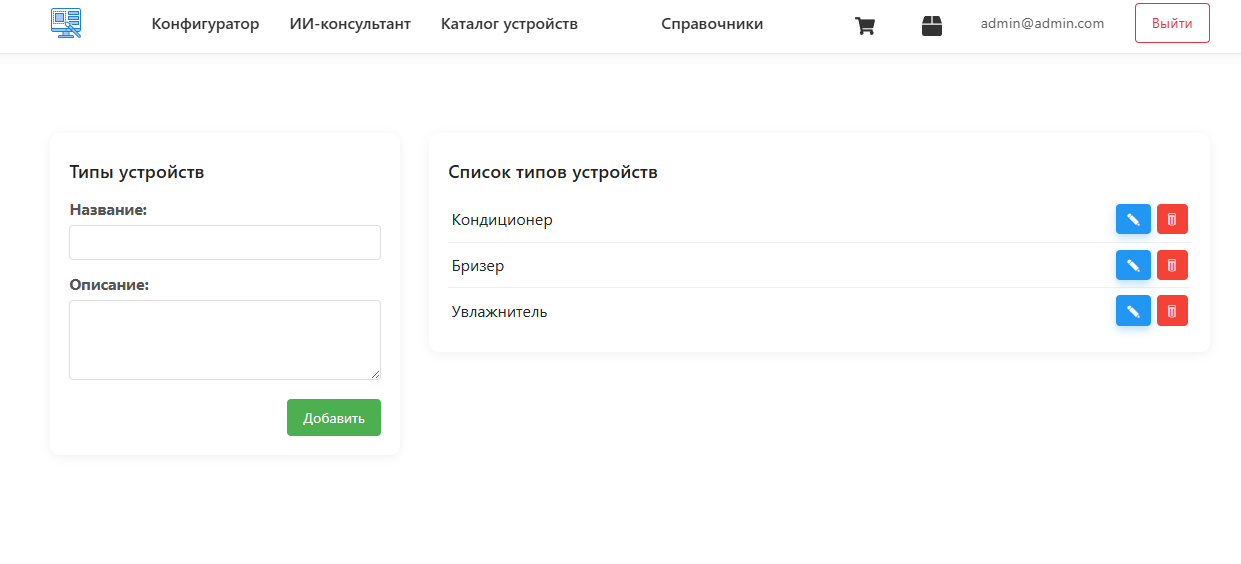 Конфигуратор ИИ-консультант Каталог устройств Справочники admin@admin.com Выйти
Типы устройств
Название:
Описание:
Добавить
Список типов устройств
Кондиционер
Бризер
Увлажнитель